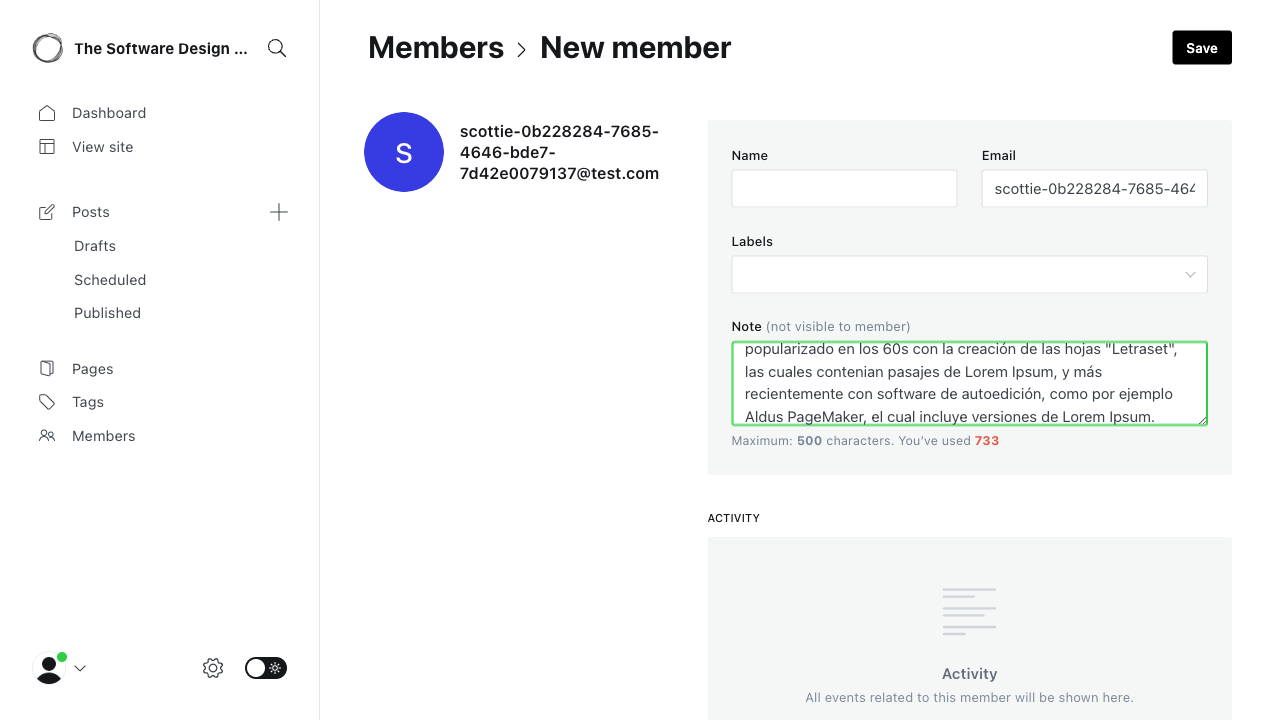 The Software Design ...
Dashboard
View site
Posts
Drafts
Scheduled
Published
Pages
Tags
Members
Members
New member
Save
S
scottie-0b228284-7685-
4646-bde7-
7d42e0079137@test.com
Name
Email
scottie-0b228284-7685-464
Labels
Note (not visible to member)
popularizado en los 60s con la creación de las hojas "Letraset",
las cuales contenian pasajes de Lorem Ipsum, y más
recientemente con software de autoedición, como por ejemplo
Aldus PageMaker, el cual incluye versiones de Lorem Ipsum.
Maximum: 500 characters. You’ve used 733
ACTIVITY
Activity
All events related to this member will be shown here.